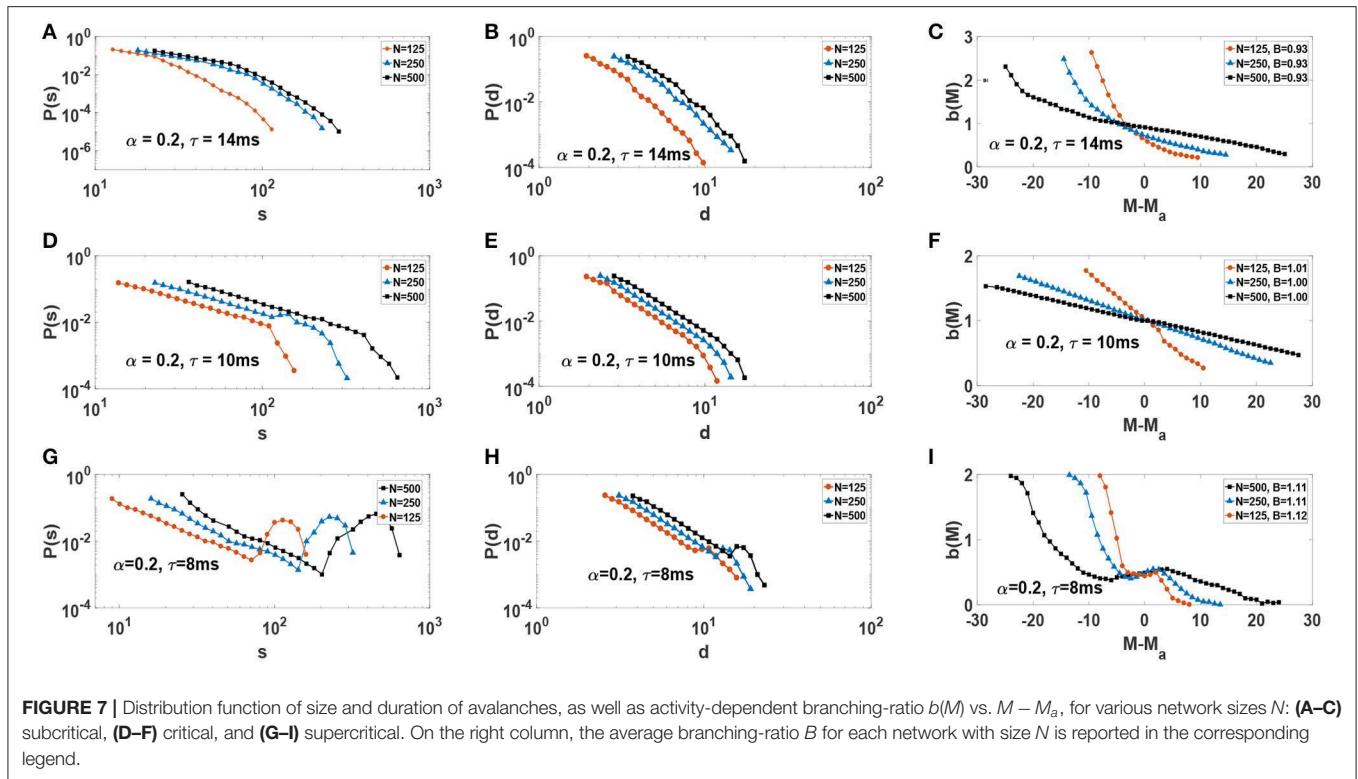 A
10^0
10^-2
10^-4
10^-6
P(s)
α = 0.2, τ = 14ms
N=125
N=250
N=500
10^1
10^2
10^3
s
B
10^0
10^-2
10^-4
P(d)
α = 0.2, τ = 14ms
N=125
N=250
N=500
10^0
10^1
10^2
d
C
3
2
1
0
b(M)
α = 0.2, τ = 14ms
N=125, B=0.93
N=250, B=0.93
N=500, B=0.93
-30
-20
-10
0
10
20
30
M-M_a
D
10^0
10^-2
10^-4
P(s)
α = 0.2, τ = 10ms
N=125
N=250
N=500
10^1
10^2
10^3
s
E
10^0
10^-2
10^-4
P(d)
α = 0.2, τ = 10ms
N=125
N=250
N=500
10^0
10^1
10^2
d
F
2
1
0
b(M)
α = 0.2, τ = 10ms
N=125, B=1.01
N=250, B=1.00
N=500, B=1.00
-30
-20
-10
0
10
20
30
M-M_a
G
10^0
10^-2
10^-4
P(s)
α=0.2, τ=8ms
N=500
N=250
N=125
10^1
10^2
10^3
s
H
10^0
10^-2
10^-4
P(d)
α=0.2, τ=8ms
N=125
N=250
N=500
10^0
10^1
10^2
d
I
2
1
0
b(M)
α=0.2, τ=8ms
N=500, B=1.11
N=250, B=1.11
N=125, B=1.12
-30
-20
-10
0
10
20
30
M-M_a
FIGURE 7 | Distribution function of size and duration of avalanches, as well as activity-dependent branching-ratio b(M) vs. M − M_a, for various network sizes N: (A–C)
subcritical, (D–F) critical, and (G–I) supercritical. On the right column, the average branching-ratio B for each network with size N is reported in the corresponding
legend.